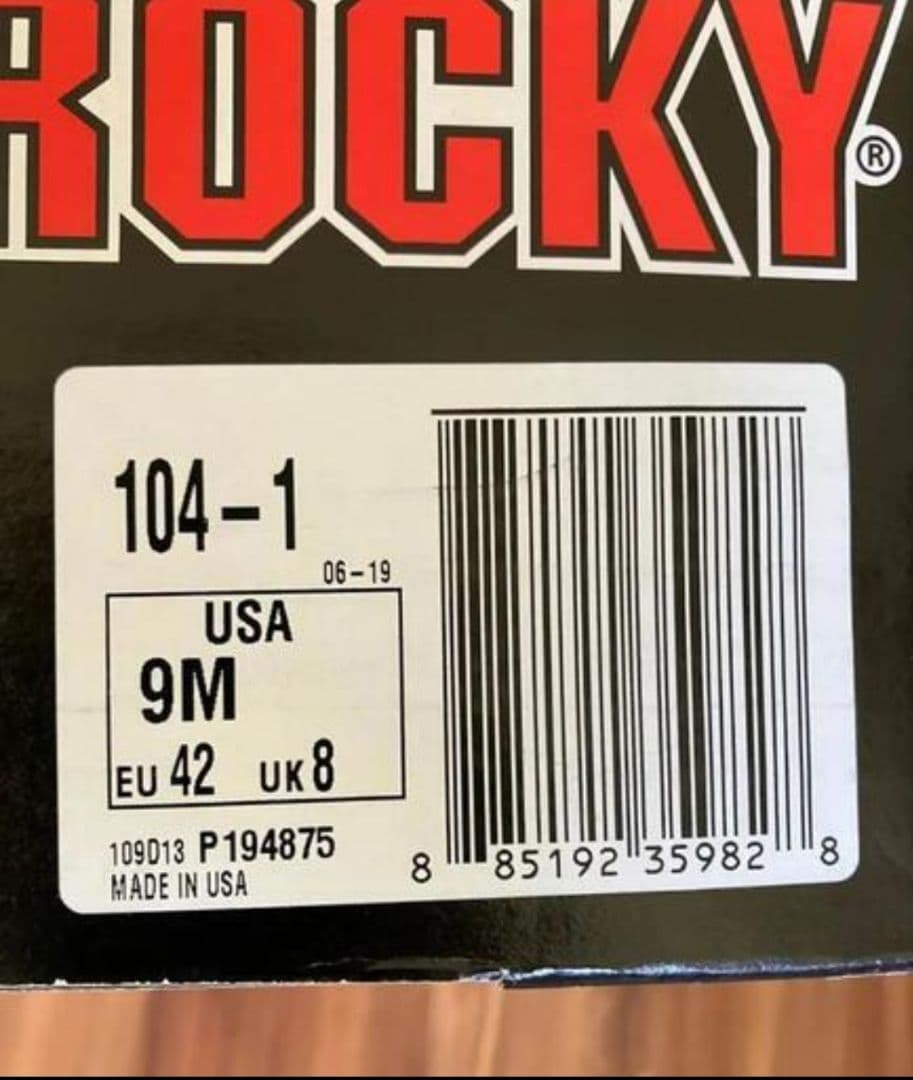 ROCKY®
104-1
06-19
USA
9M
EU 42 UK 8
109D13 P194875
MADE IN USA
8 85192 35982 8